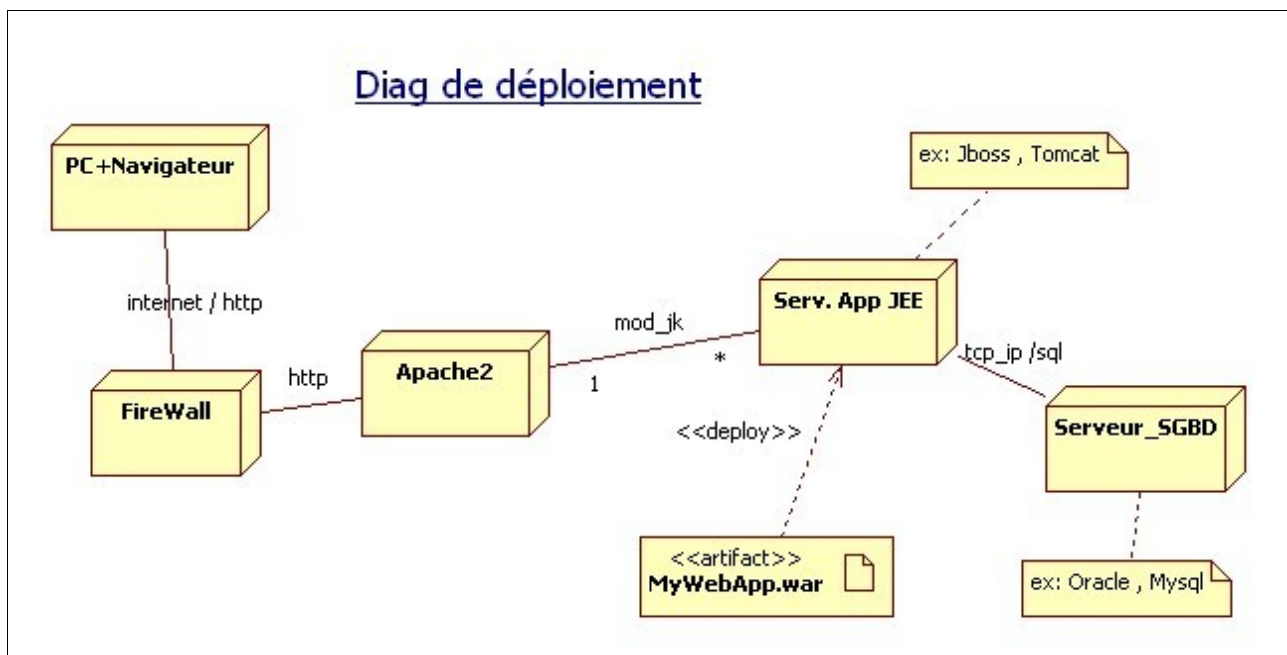 Diag de déploiement
PC+Navigateur
ex: Jboss , Tomcat
internet / http
Serv. App JEE
mod_jk
*
1
tcp_ip /sql
http
Apache2
FireWall
<<deploy>>
Serveur_SGBD
<<artifact>>
MyWebApp.war
ex: Oracle , Mysql